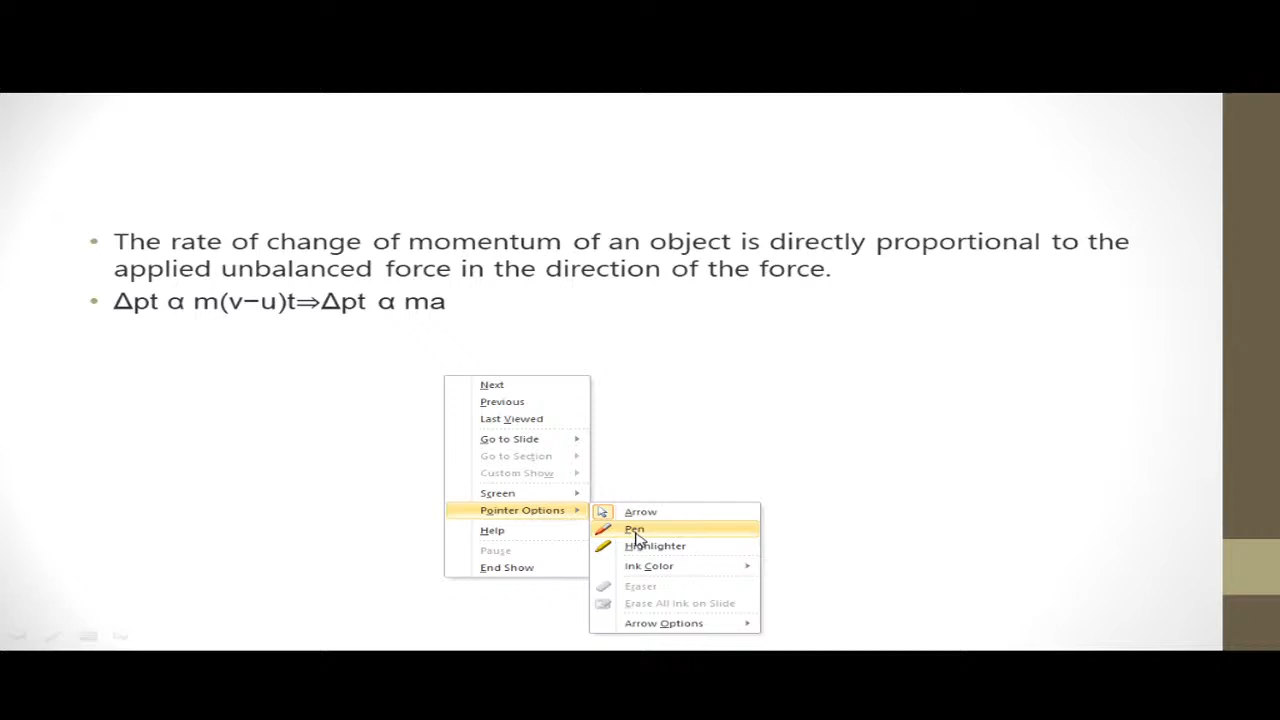 • The rate of change of momentum of an object is directly proportional to the
applied unbalanced force in the direction of the force.
• Δpt α m(v−u)t⇒Δpt α ma
Next
Previous
Last Viewed
Go to Slide
Go to Section
Custom Show
Screen
Pointer Options
Help
Pause
End Show
Arrow
Pen
Highlighter
Ink Color
Eraser
Erase All Ink on Slide
Arrow Options